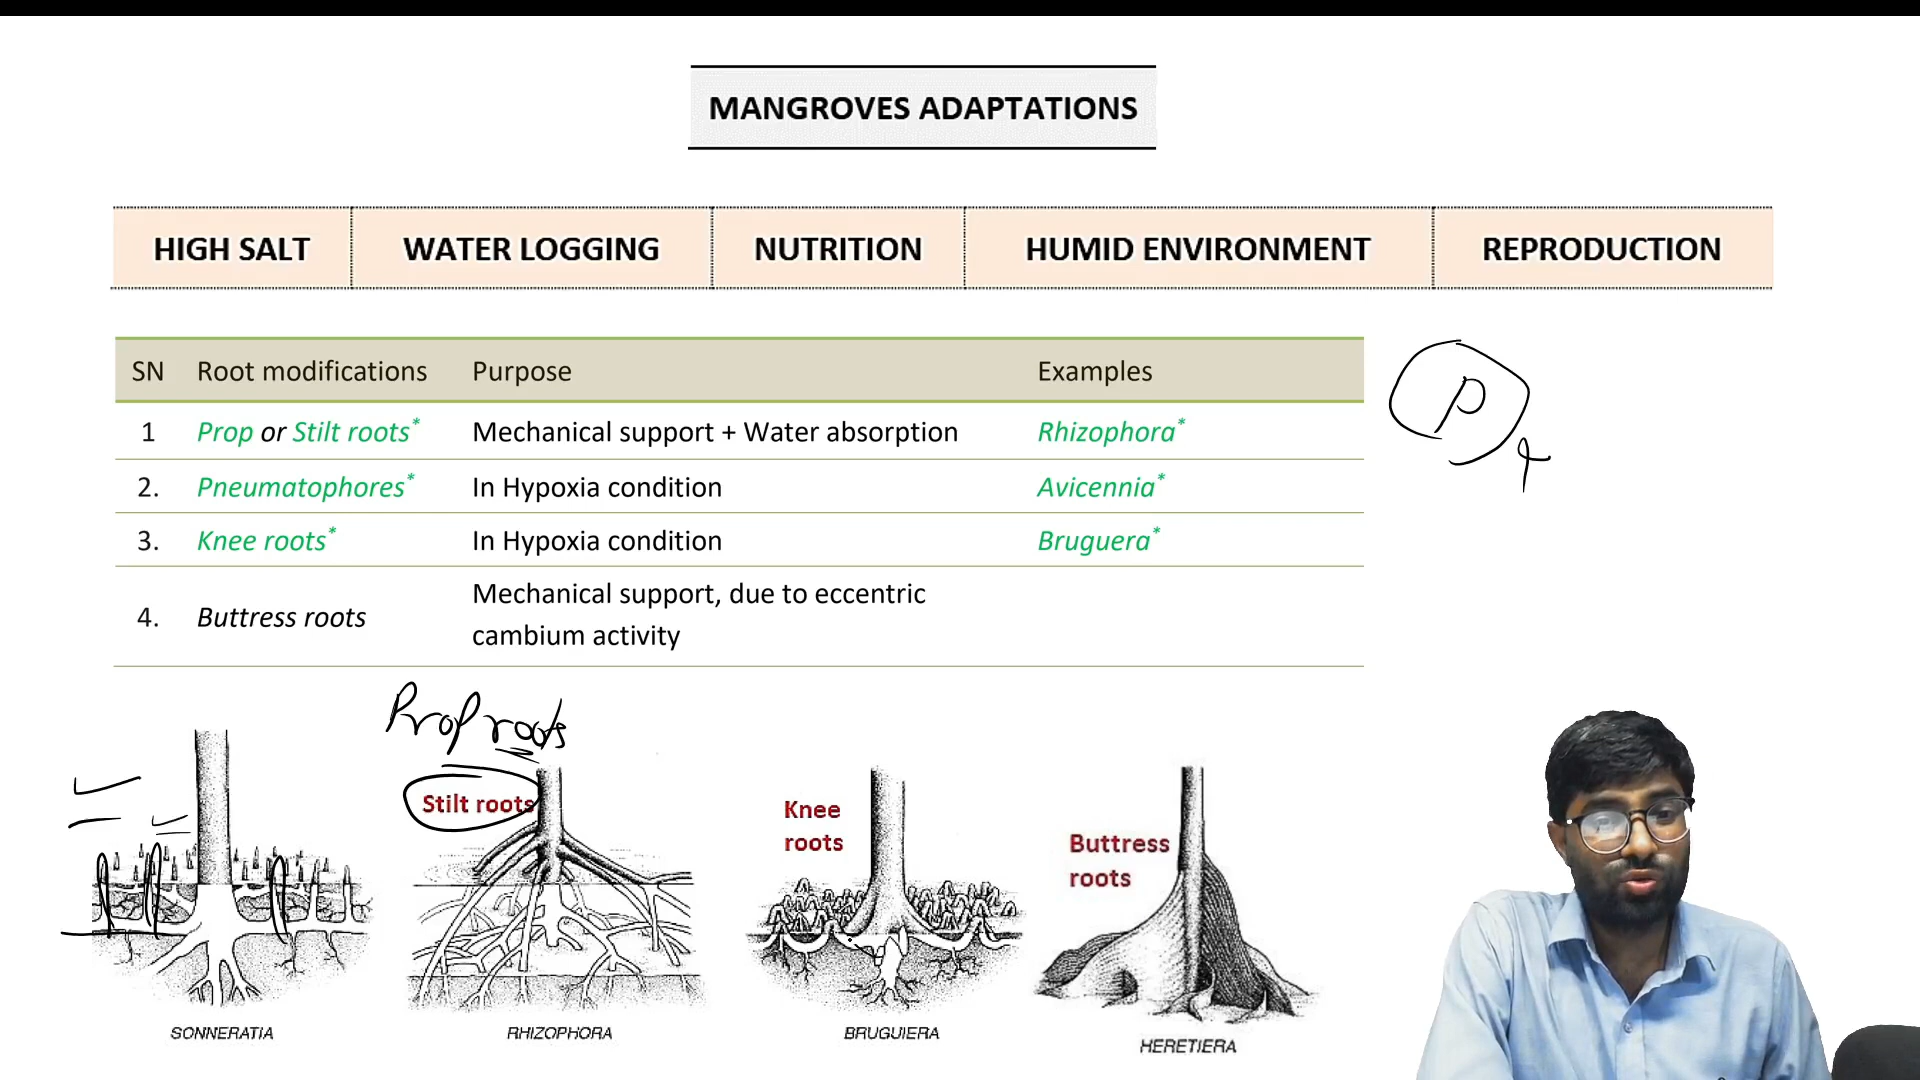 MANGROVES ADAPTATIONS
HIGH SALT WATER LOGGING NUTRITION HUMID ENVIRONMENT REPRODUCTION
SN Root modifications Purpose Examples
1 Prop or Stilt roots* Mechanical support + Water absorption Rhizophora*
2. Pneumatophores* In Hypoxia condition Avicennia*
3. Knee roots* In Hypoxia condition Bruguera*
4. Buttress roots Mechanical support, due to eccentric
cambium activity
P
Prop roots
Stilt roots
Knee
roots
Buttress
roots
SONNERATIA RHIZOPHORA BRUGUIERA HERETIERA